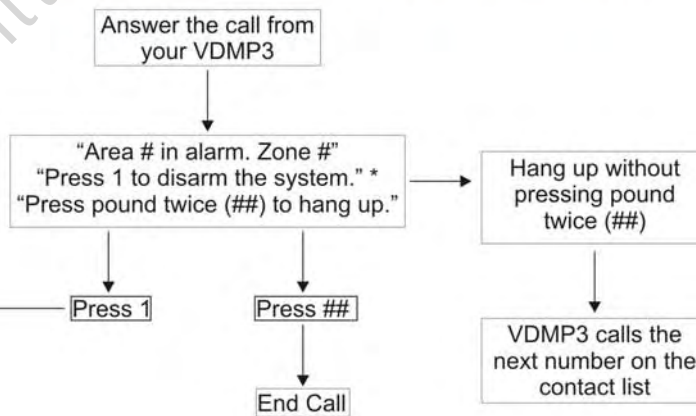 Answer the call from
your VDMP3
“Area # in alarm. Zone #”
“Press 1 to disarm the system.” *
“Press pound twice (##) to hang up.”
Hang up without
pressing pound
twice (##)
Press 1
Press ##
VDMP3 calls the
next number on the
contact list
End Call